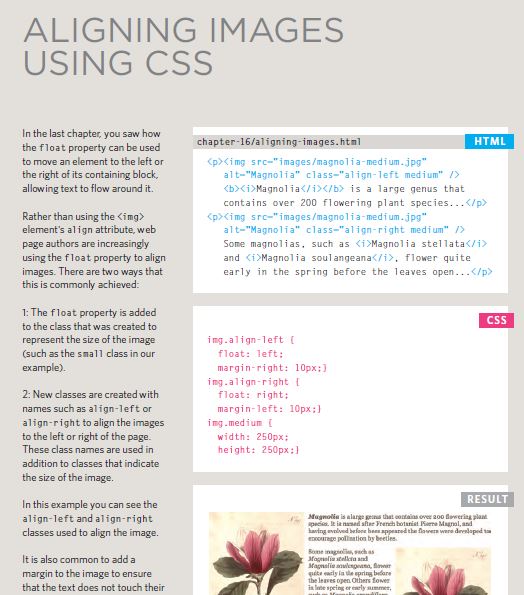 ALIGNING IMAGES
USING CSS
In the last chapter, you saw how
the float property can be used
to move an element to the left or
the right of its containing block,
allowing text to flow around it.
Rather than using the <img>
element's align attribute, web
page authors are increasingly
using the float property to align
images. There are two ways that
this is commonly achieved:
1: The float property is added
to the class that was created to
represent the size of the image
(such as the small class in our
example).
2: New classes are created with
names such as align-left or
align-right to align the images
to the left or right of the page.
These class names are used in
addition to classes that indicate
the size of the image.
In this example you can see the
align-left and align-right
classes used to align the image.
It is also common to add a
margin to the image to ensure
that the text does not touch their
chapter-16/aligning-images.html
HTML
<p><img src="images/magnolia-medium.jpg"
alt="Magnolia" class="align-left medium" />
<b><i>Magnolia</i></b> is a large genus that
contains over 200 flowering plant species...</p>
<p><img src="images/magnolia-medium.jpg"
alt="Magnolia" class="align-right medium" />
Some magnolias, such as <i>Magnolia stellata</i>
and <i>Magnolia soulangeana</i>, flower quite
early in the spring before the leaves open...</p>
CSS
img.align-left {
float: left;
margin-right: 10px;}
img.align-right {
float: right;
margin-left: 10px;}
img.medium {
width: 250px;
height: 250px;}
RESULT
Magnolia is a large genus that contains over 200 flowering plant
species. It is named after French botanist Pierre Magnol, and
having evolved before bees appeared the flowers were developed to
encourage pollination by beetles.
Some magnolias, such as
Magnolia stellata and
Magnolia soulangeana, flower
quite early in the spring before
the leaves open. Others flower
in late spring or early summer,
such as Magnolia grandiflora